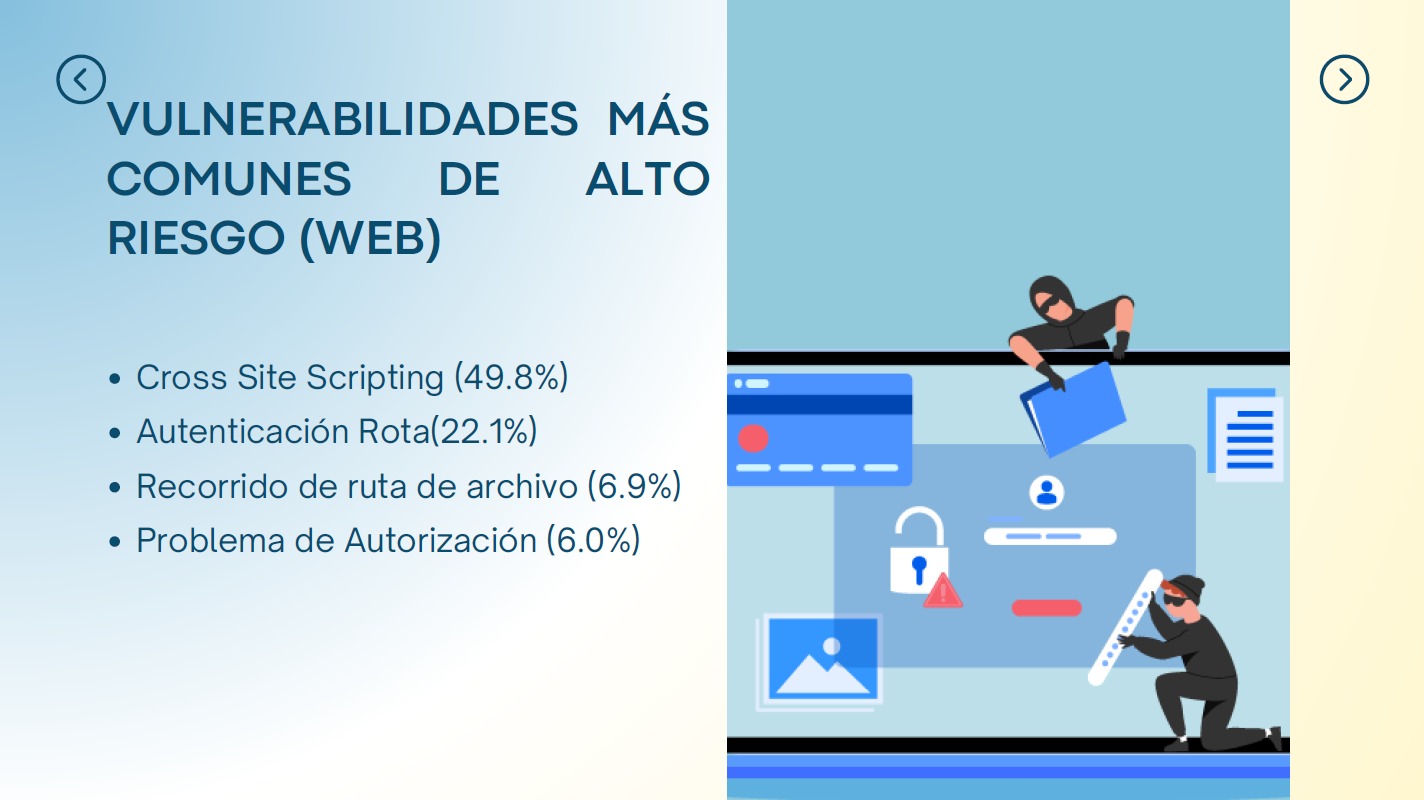 VULNERABILIDADES MÁS
COMUNES DE ALTO
RIESGO (WEB)
• Cross Site Scripting (49.8%)
• Autenticación Rota(22.1%)
• Recorrido de ruta de archivo (6.9%)
• Problema de Autorización (6.0%)